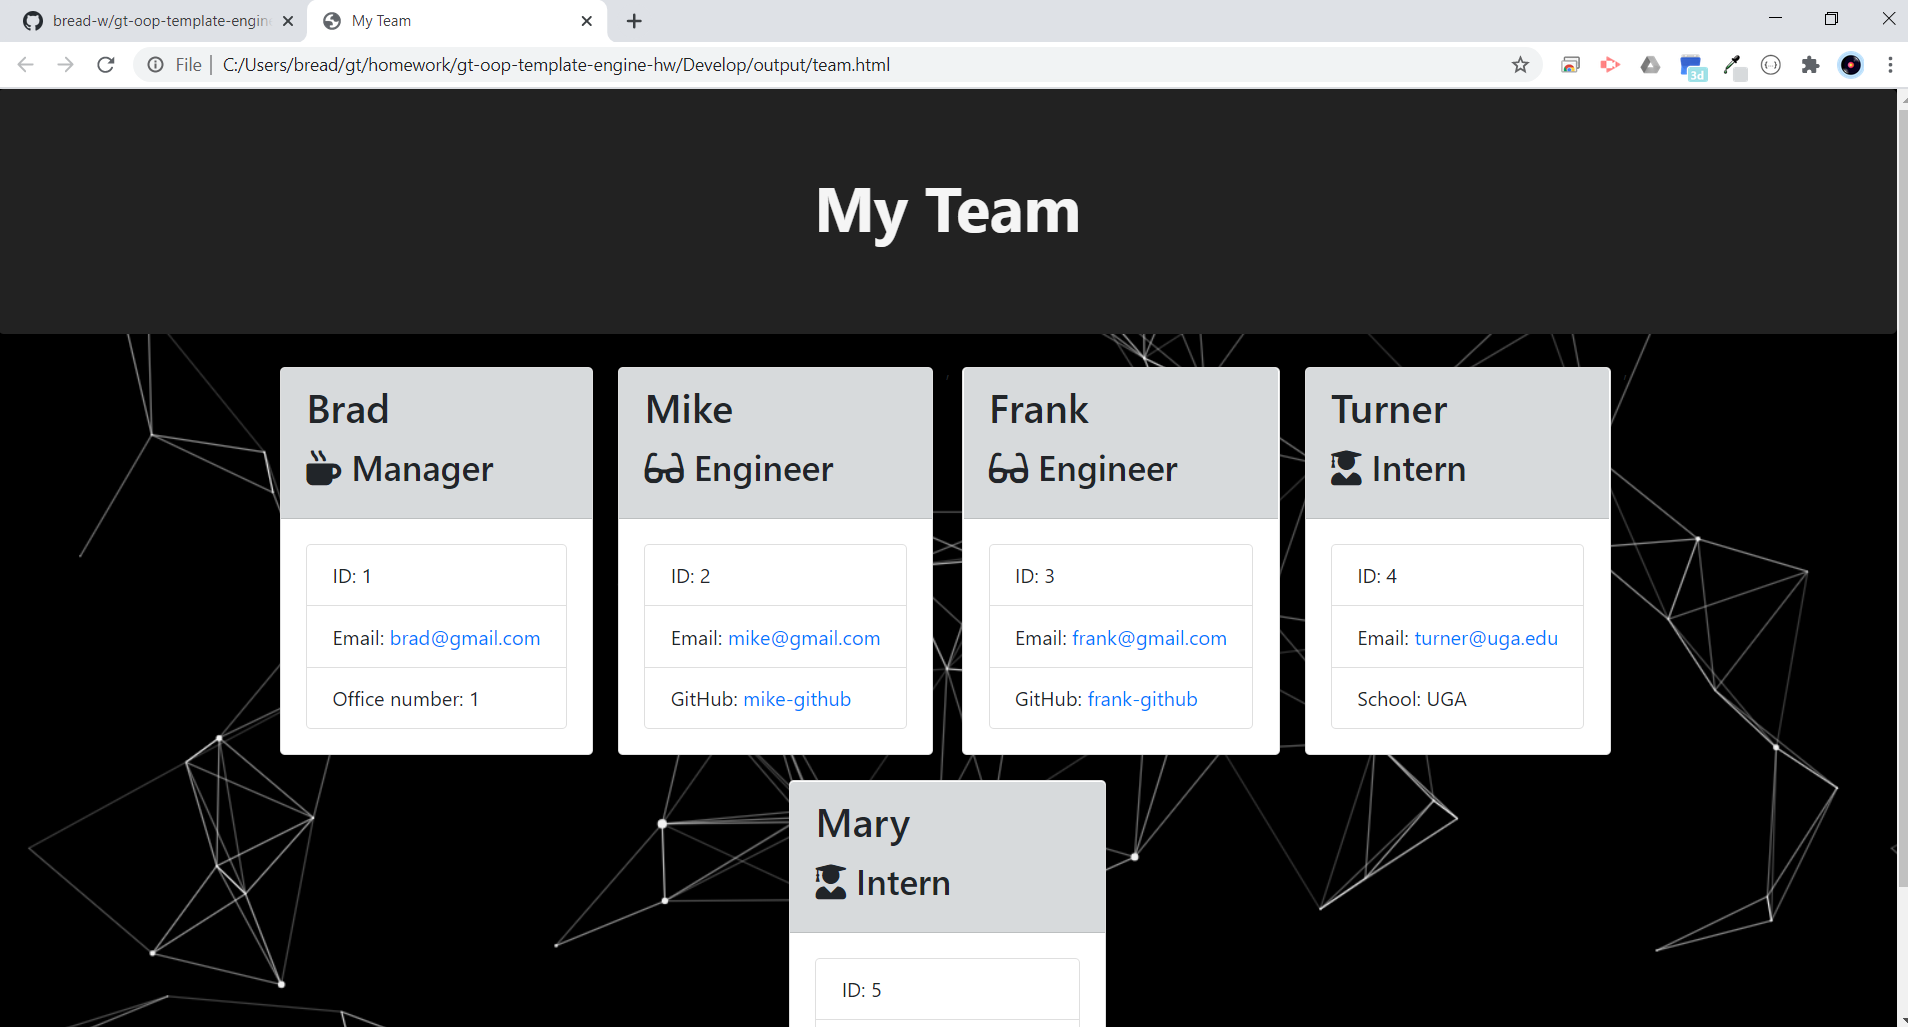 bread-w/gt-oop-template-engin
My Team
File | C:/Users/bread/gt/homework/gt-oop-template-engine-hw/Develop/output/team.html
3d
My Team
Brad
Manager
ID: 1
Email: brad@gmail.com
Office number: 1
Mike
Engineer
ID: 2
Email: mike@gmail.com
GitHub: mike-github
Frank
Engineer
ID: 3
Email: frank@gmail.com
GitHub: frank-github
Turner
Intern
ID: 4
Email: turner@uga.edu
School: UGA
Mary
Intern
ID: 5